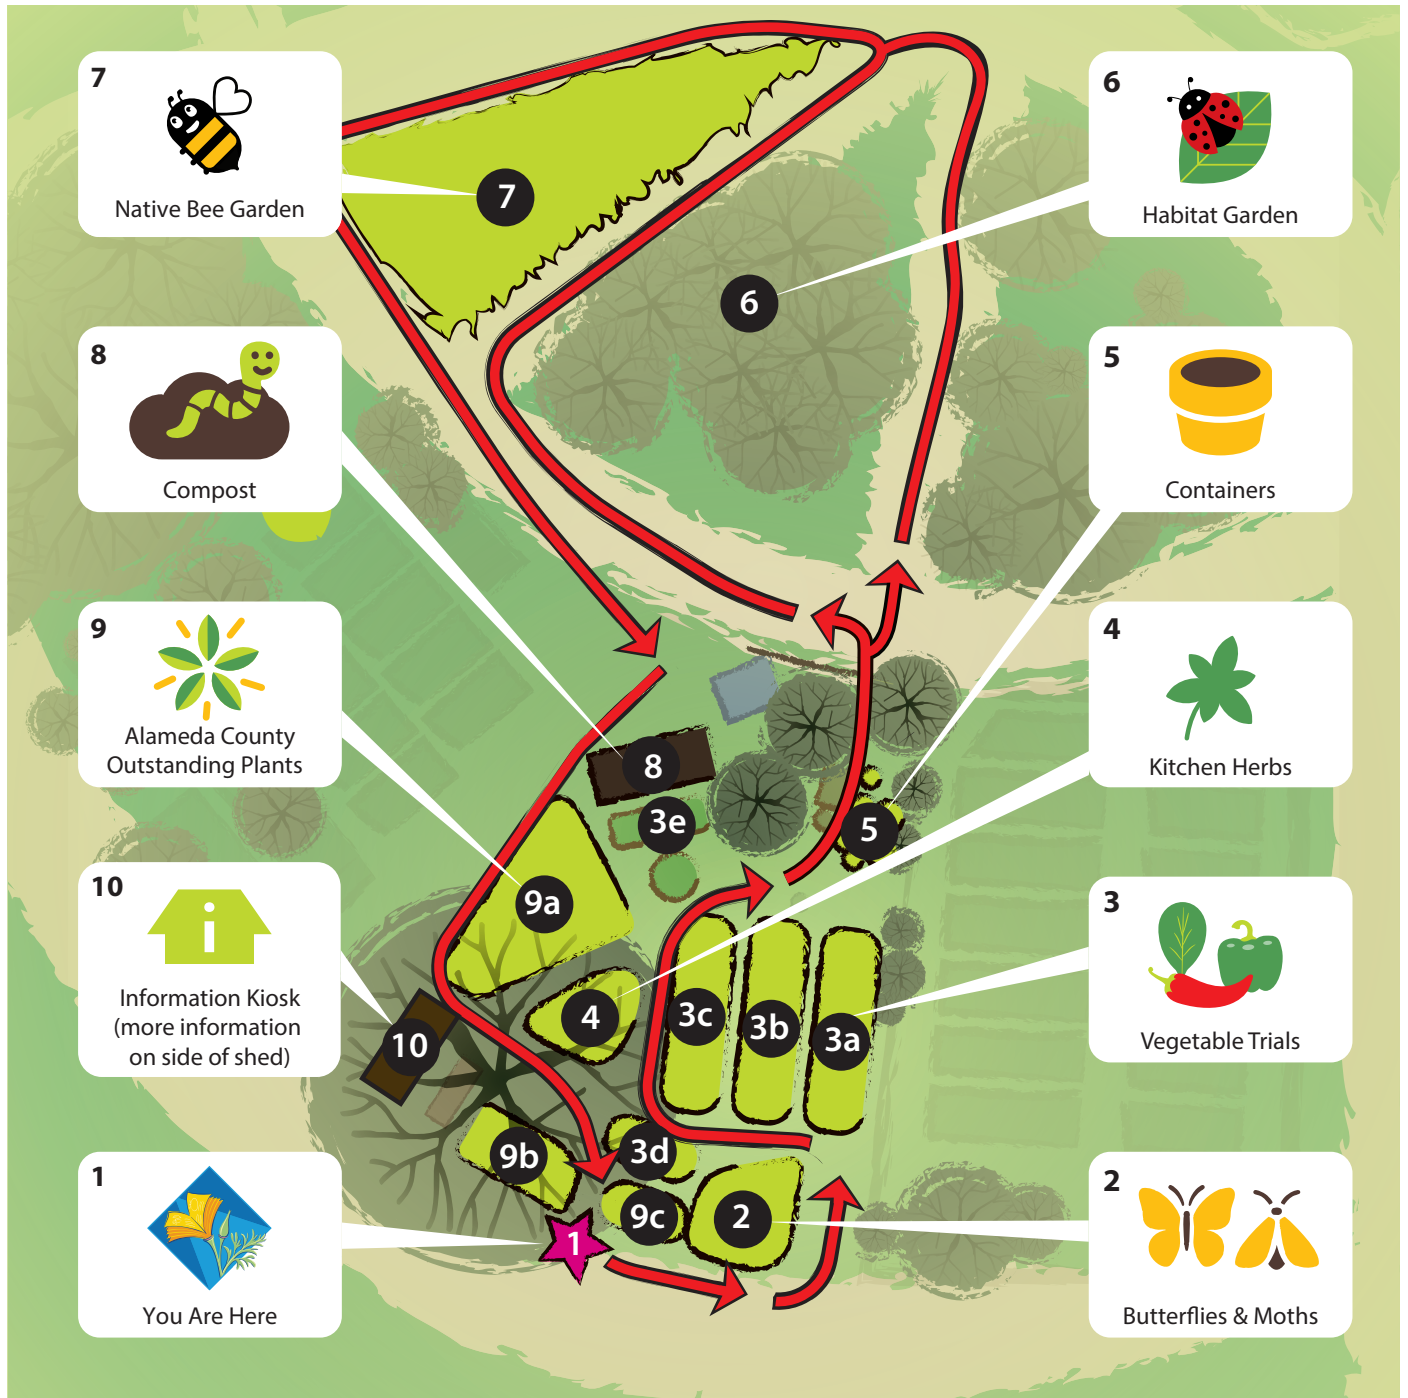 7
Native Bee Garden
8
Compost
9
Alameda County
Outstanding Plants
10
i
Information Kiosk
(more information
on side of shed)
1
You Are Here
6
Habitat Garden
5
Containers
4
Kitchen Herbs
3
Vegetable Trials
2
Butterflies & Moths
7
6
8
3e
5
9a
4
3c
3b
3a
10
9b
3d
9c
2
1